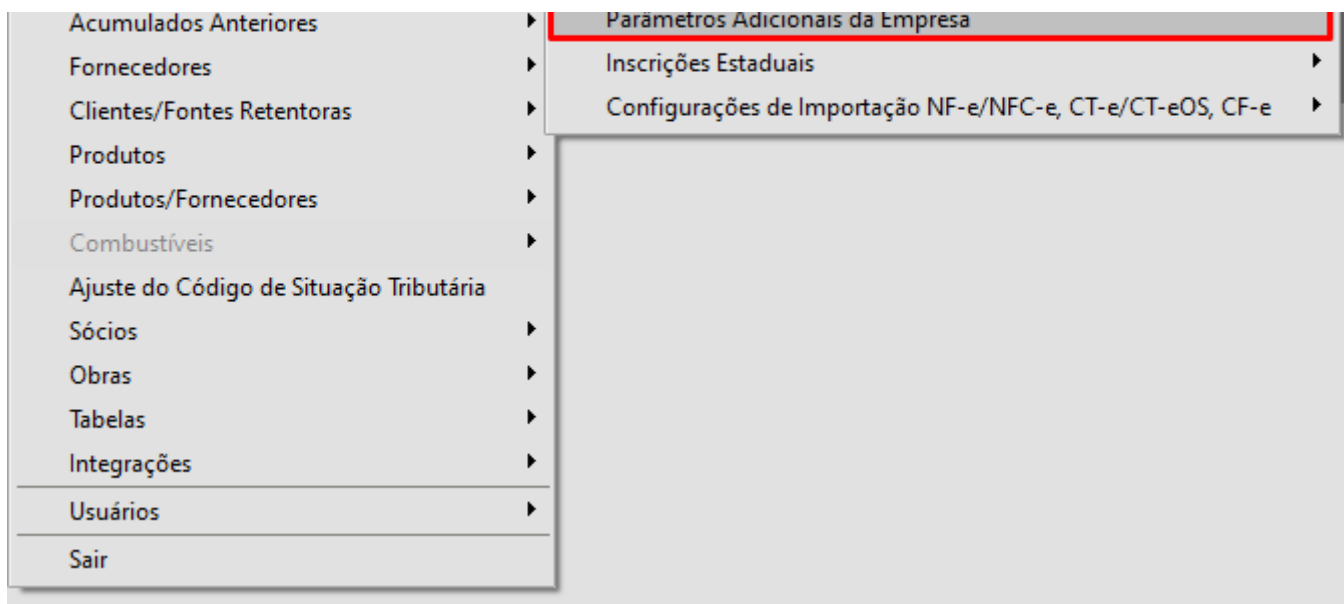 Acumulados Anteriores
Fornecedores
Clientes/Fontes Retentoras
Produtos
Produtos/Fornecedores
Combustíveis
Ajuste do Código de Situação Tributária
Sócios
Obras
Tabelas
Integrações
Usuários
Sair
Parâmetros Adicionais da Empresa
Inscrições Estaduais
Configurações de Importação NF-e/NFC-e, CT-e/CT-eOS, CF-e